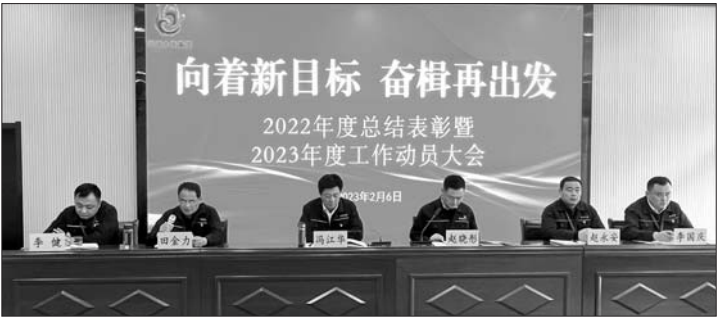 向着新目标 奋楫再出发
2022年度总结表彰暨
2023年度工作动员大会
2023年2月6日
李健
田金力
冯江华
赵晓彤
赵永安
李国庆